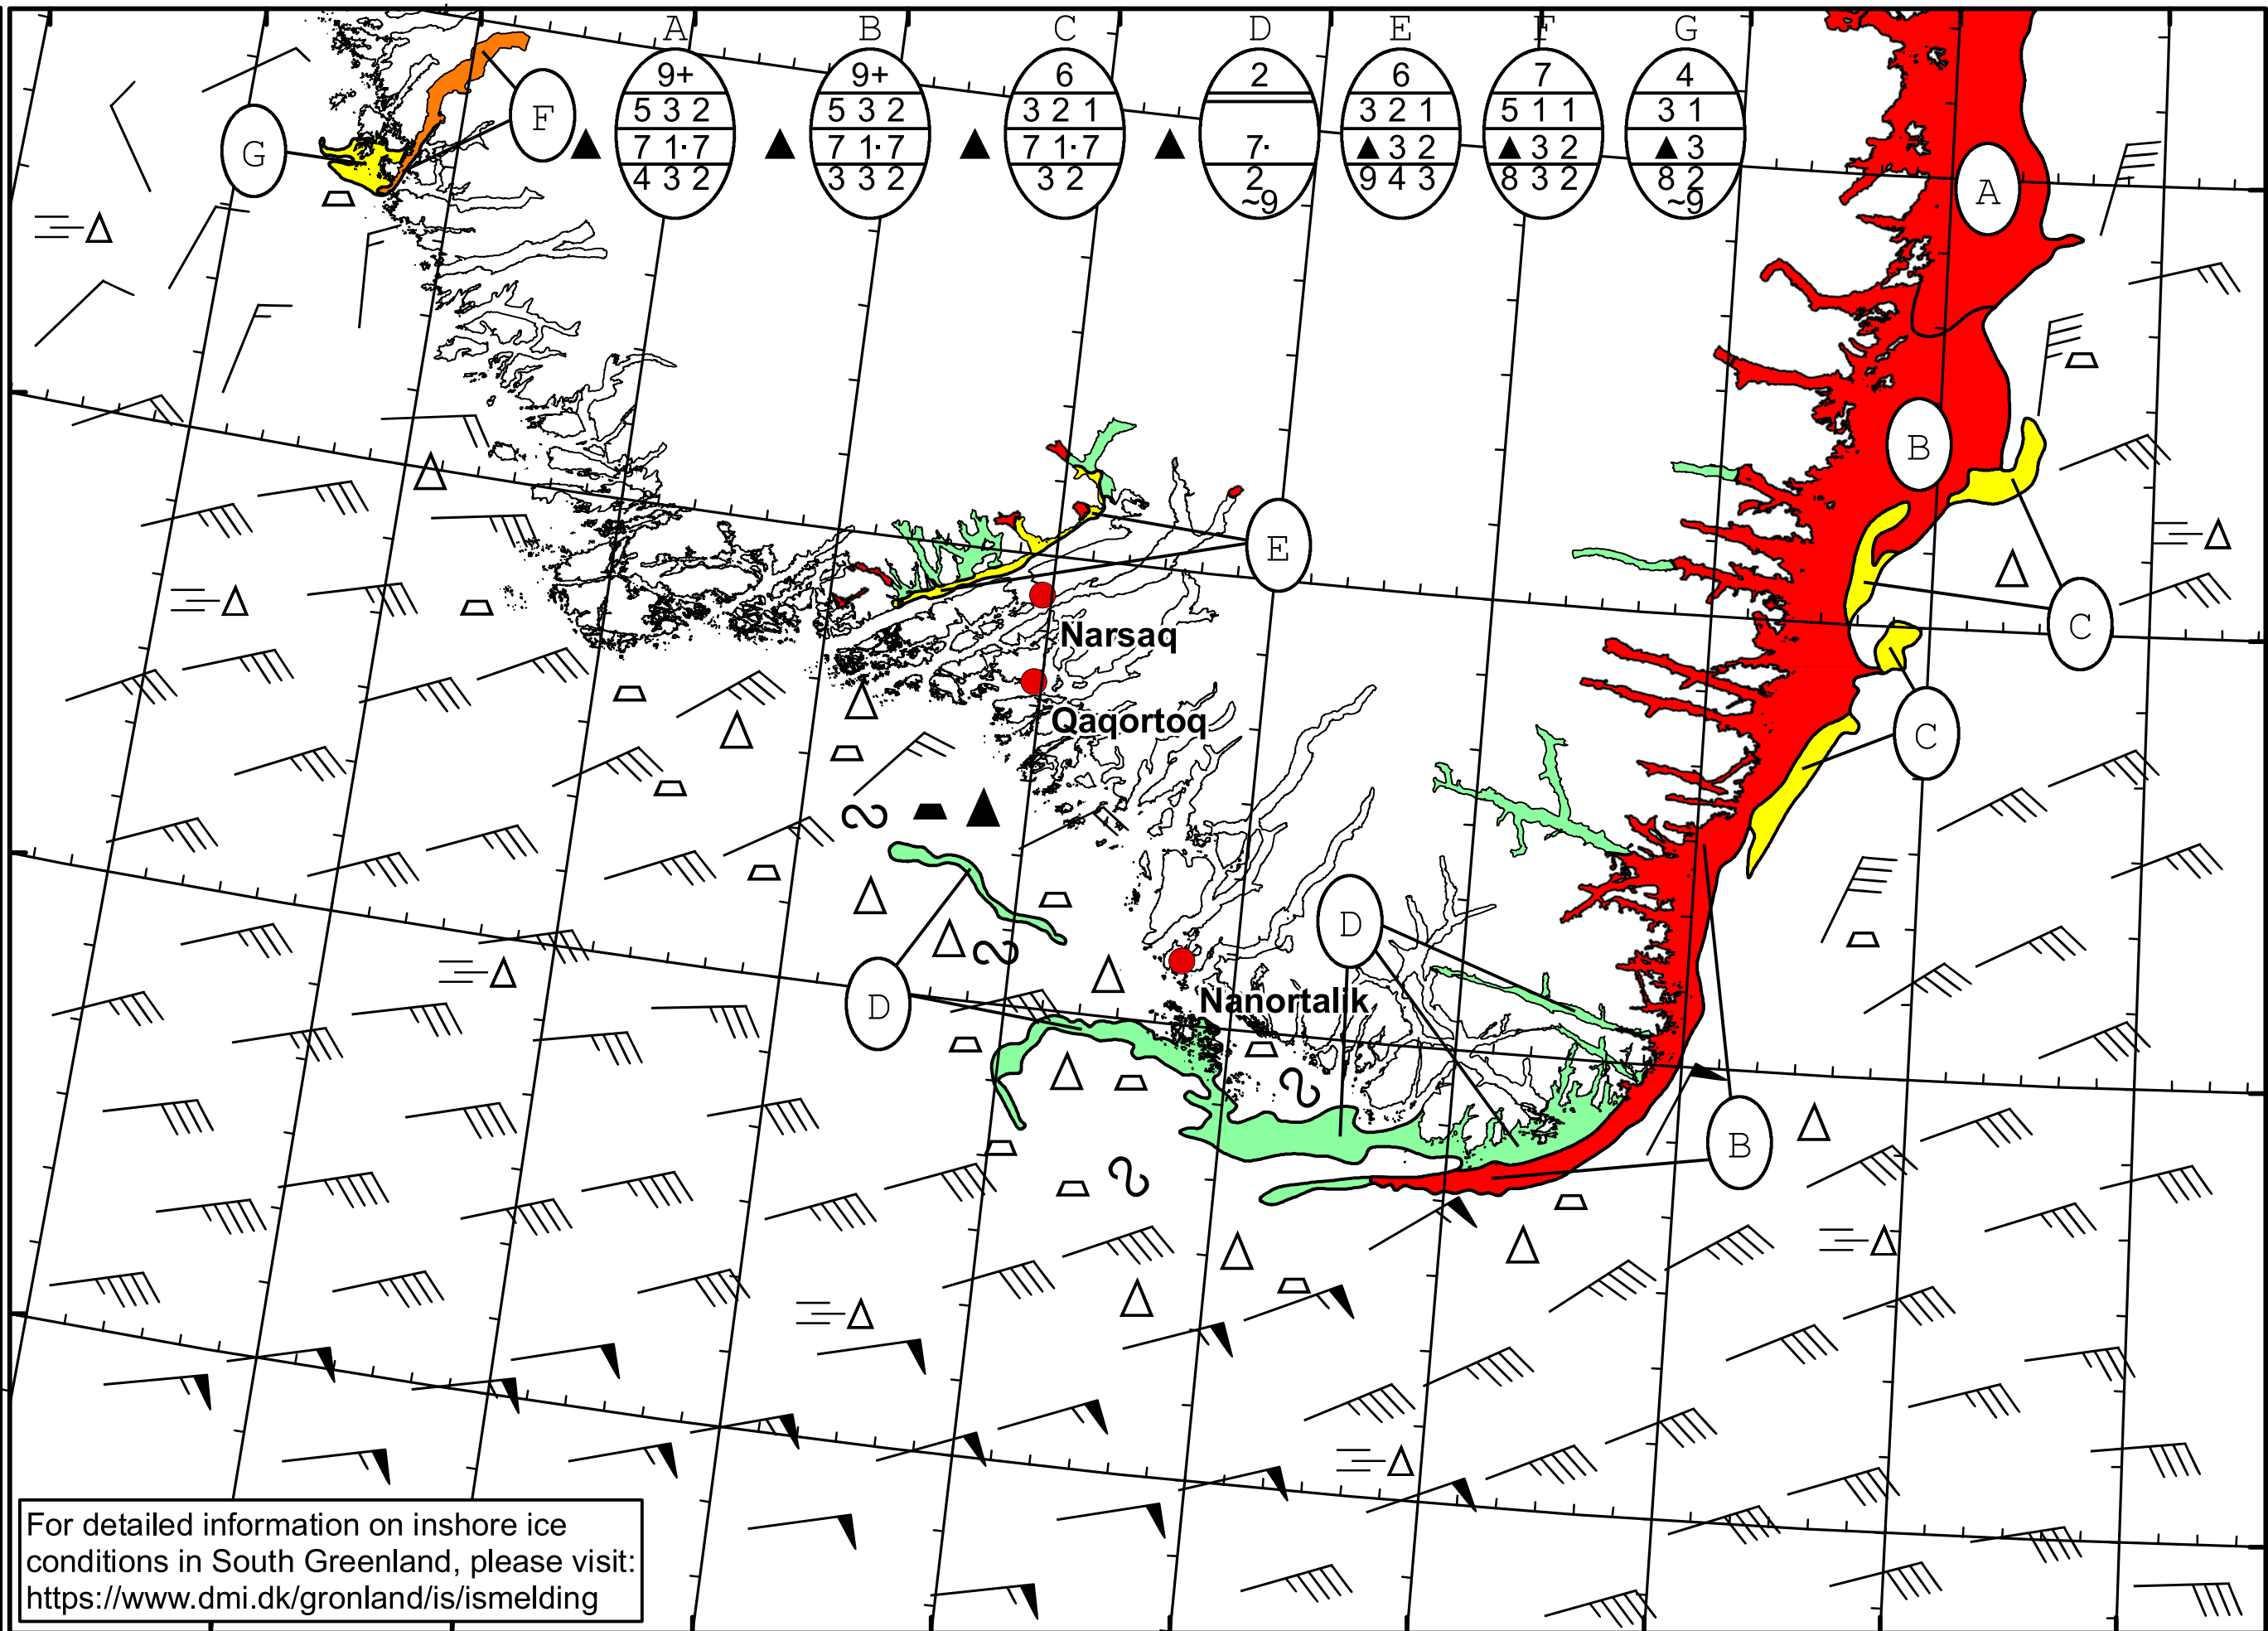 A B C D E F G
9+ 9+ 6 2 6 7 4
5 3 2 5 3 2 3 2 1 3 2 1 5 1 1 3 1
7 1· 7 7 1· 7 7 1· 7 7· ▲ 3 2 ▲ 3 2 ▲ 3
4 3 2 3 3 2 3 2 2 9 4 3 8 3 2 8 2
~9 ~9
F
G
A
B
E
C
Narsaq
Qaqortoq
C
D
D
Nanortalik
B
For detailed information on inshore ice
conditions in South Greenland, please visit:
https://www.dmi.dk/gronland/is/ismelding